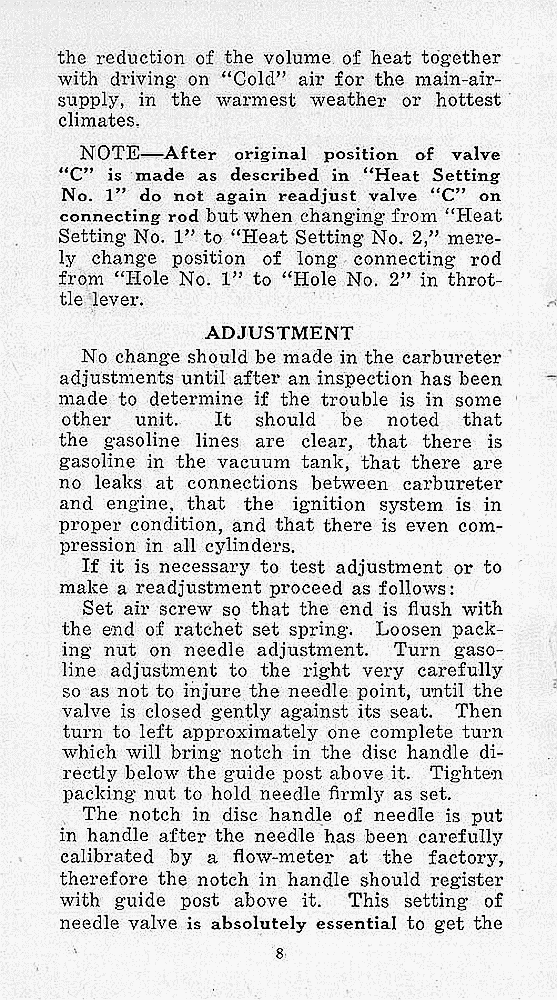 the reduction of the volume of heat together
with driving on “Cold” air for the main-air-
supply, in the warmest weather or hottest
climates.
NOTE—After original position of valve
“C” is made as described in “Heat Setting
No. 1” do not again readjust valve “C” on
connecting rod but when changing from “Heat
Setting No. 1” to “Heat Setting No. 2,” mere-
ly change position of long connecting rod
from “Hole No. 1” to “Hole No. 2” in throt-
tle lever.
ADJUSTMENT
No change should be made in the carbureter
adjustments until after an inspection has been
made to determine if the trouble is in some
other unit. It should be noted that
the gasoline lines are clear, that there is
gasoline in the vacuum tank, that there are
no leaks at connections between carbureter
and engine, that the ignition system is in
proper condition, and that there is even com-
pression in all cylinders.
If it is necessary to test adjustment or to
make a readjustment proceed as follows:
Set air screw so that the end is flush with
the end of ratchet set spring. Loosen pack-
ing nut on needle adjustment. Turn gaso-
line adjustment to the right very carefully
so as not to injure the needle point, until the
valve is closed gently against its seat. Then
turn to left approximately one complete turn
which will bring notch in the disc handle di-
rectly below the guide post above it. Tighten
packing nut to hold needle firmly as set.
The notch in disc handle of needle is put
in handle after the needle has been carefully
calibrated by a flow-meter at the factory,
therefore the notch in handle should register
with guide post above it. This setting of
needle valve is absolutely essential to get the
8